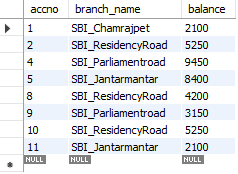 accno branch_name balance
1 SBI_Chamrajpet 2100
2 SBI_ResidencyRoad 5250
4 SBI_Parliamentroad 9450
5 SBI_Jantarmantar 8400
8 SBI_ResidencyRoad 4200
9 SBI_Parliamentroad 3150
10 SBI_ResidencyRoad 5250
11 SBI_Jantarmantar 2100
NULL NULL NULL